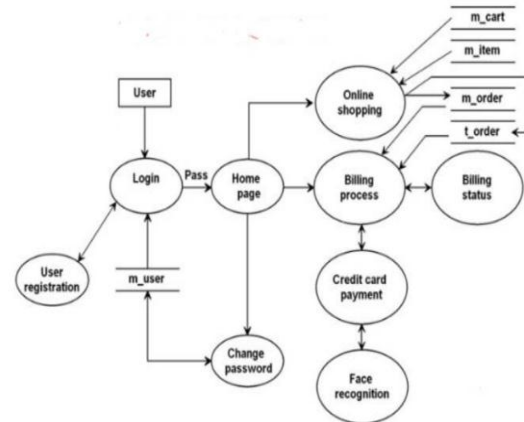 m_cart
m_item
User
Online
shopping
m_order
t_order
Login
Pass
Home
page
Billing
process
Billing
status
User
registration
m_user
Credit card
payment
Change
password
Face
recognition